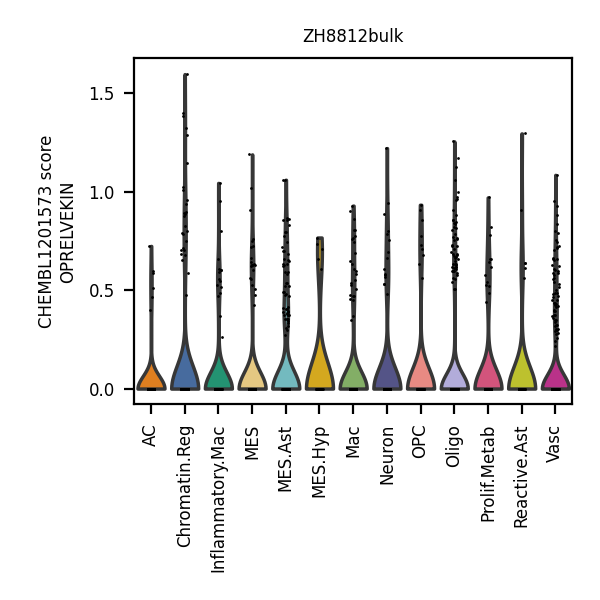 ZH8812bulk
CHEMBL1201573 score
OPRELVEKIN
1.5
1.0
0.5
0.0
AC
Chromatin.Reg
Inflammatory.Mac
MES
MES.Ast
MES.Hyp
Mac
Neuron
OPC
Oligo
Prolif.Metab
Reactive.Ast
Vasc